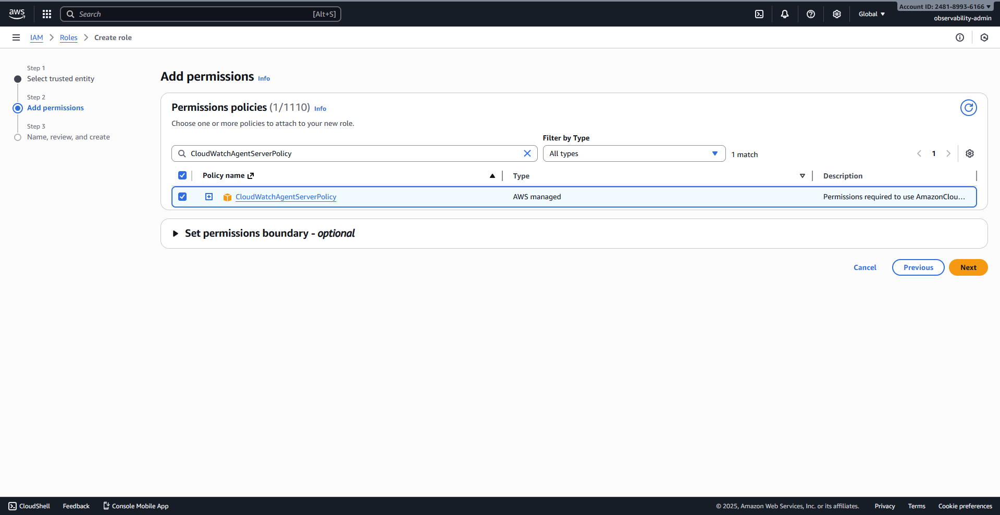 aws
Search
[Alt+S]
Global
Account ID: 2481-8993-6166
observability-admin
IAM
Roles
Create role
Step 1
Select trusted entity
Step 2
Add permissions
Step 3
Name, review, and create
Add permissions Info
Permissions policies (1/1110) Info
Choose one or more policies to attach to your new role.
Filter by Type
CloudWatchAgentServerPolicy
All types
1 match
1
Policy name
Type
Description
CloudWatchAgentServerPolicy
AWS managed
Permissions required to use AmazonClou...
Set permissions boundary - optional
Cancel
Previous
Next
CloudShell
Feedback
Console Mobile App
© 2025, Amazon Web Services, Inc. or its affiliates.
Privacy
Terms
Cookie preferences